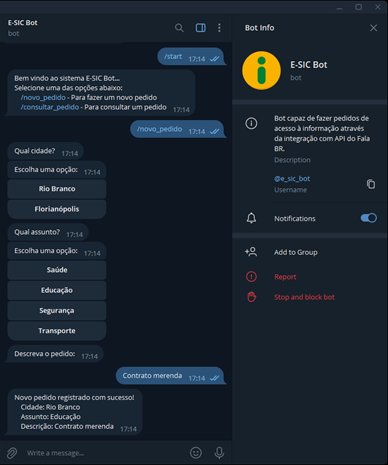 E-SIC Bot
bot
/start
17:14
Bem vindo ao sistema E-SIC Bot...
Selecione uma das opções abaixo:
/novo_pedido - Para fazer um novo pedido
/consultar_pedido - Para consultar um pedido
17:14
/novo_pedido 17:14
Qual cidade? 17:14
Escolha uma opção: 17:14
Rio Branco
Florianópolis
Qual assunto? 17:14
Escolha uma opção: 17:14
Saúde
Educação
Segurança
Transporte
Descreva o pedido: 17:14
Contrato merenda 17:14
Novo pedido registrado com sucesso!
Cidade: Rio Branco
Assunto: Educação
Descrição: Contrato merenda 17:14
Write a message...
Bot Info
E-SIC Bot
bot
Bot capaz de fazer pedidos de
acesso à informação através
da integração com API do Fala
BR.
Description
@e_sic_bot
Username
Notifications
Add to Group
Report
Stop and block bot